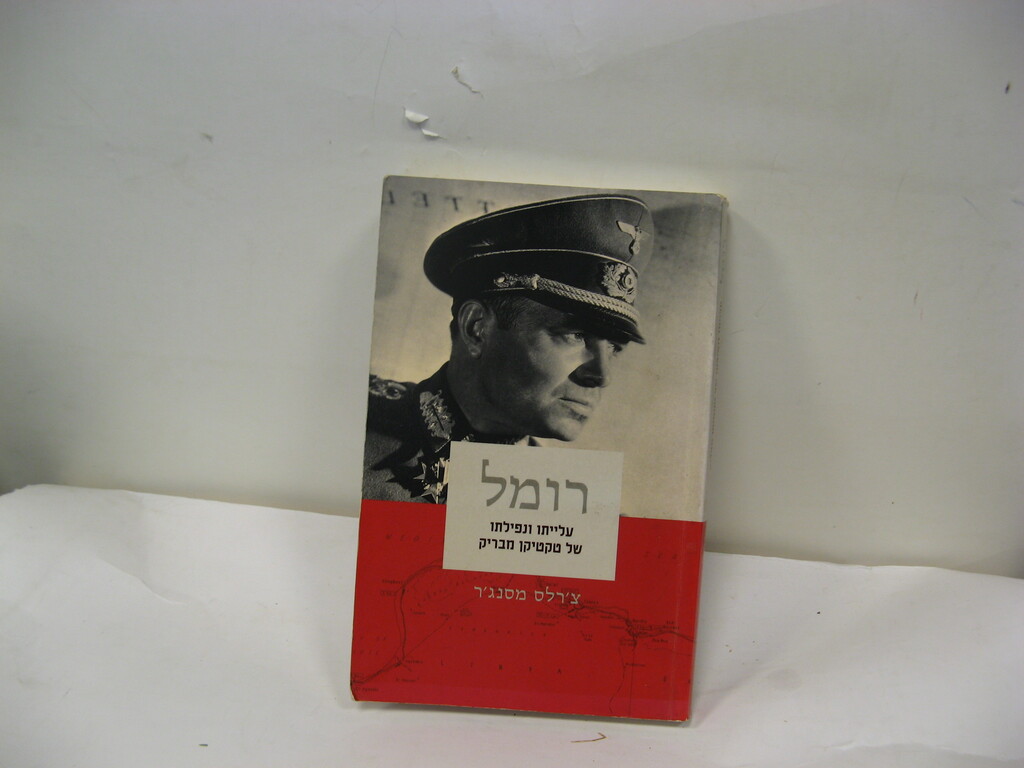 רומל
עלייתו ונפילתו
של טקטיקן מבריק
צ'רלס מסנג'ר